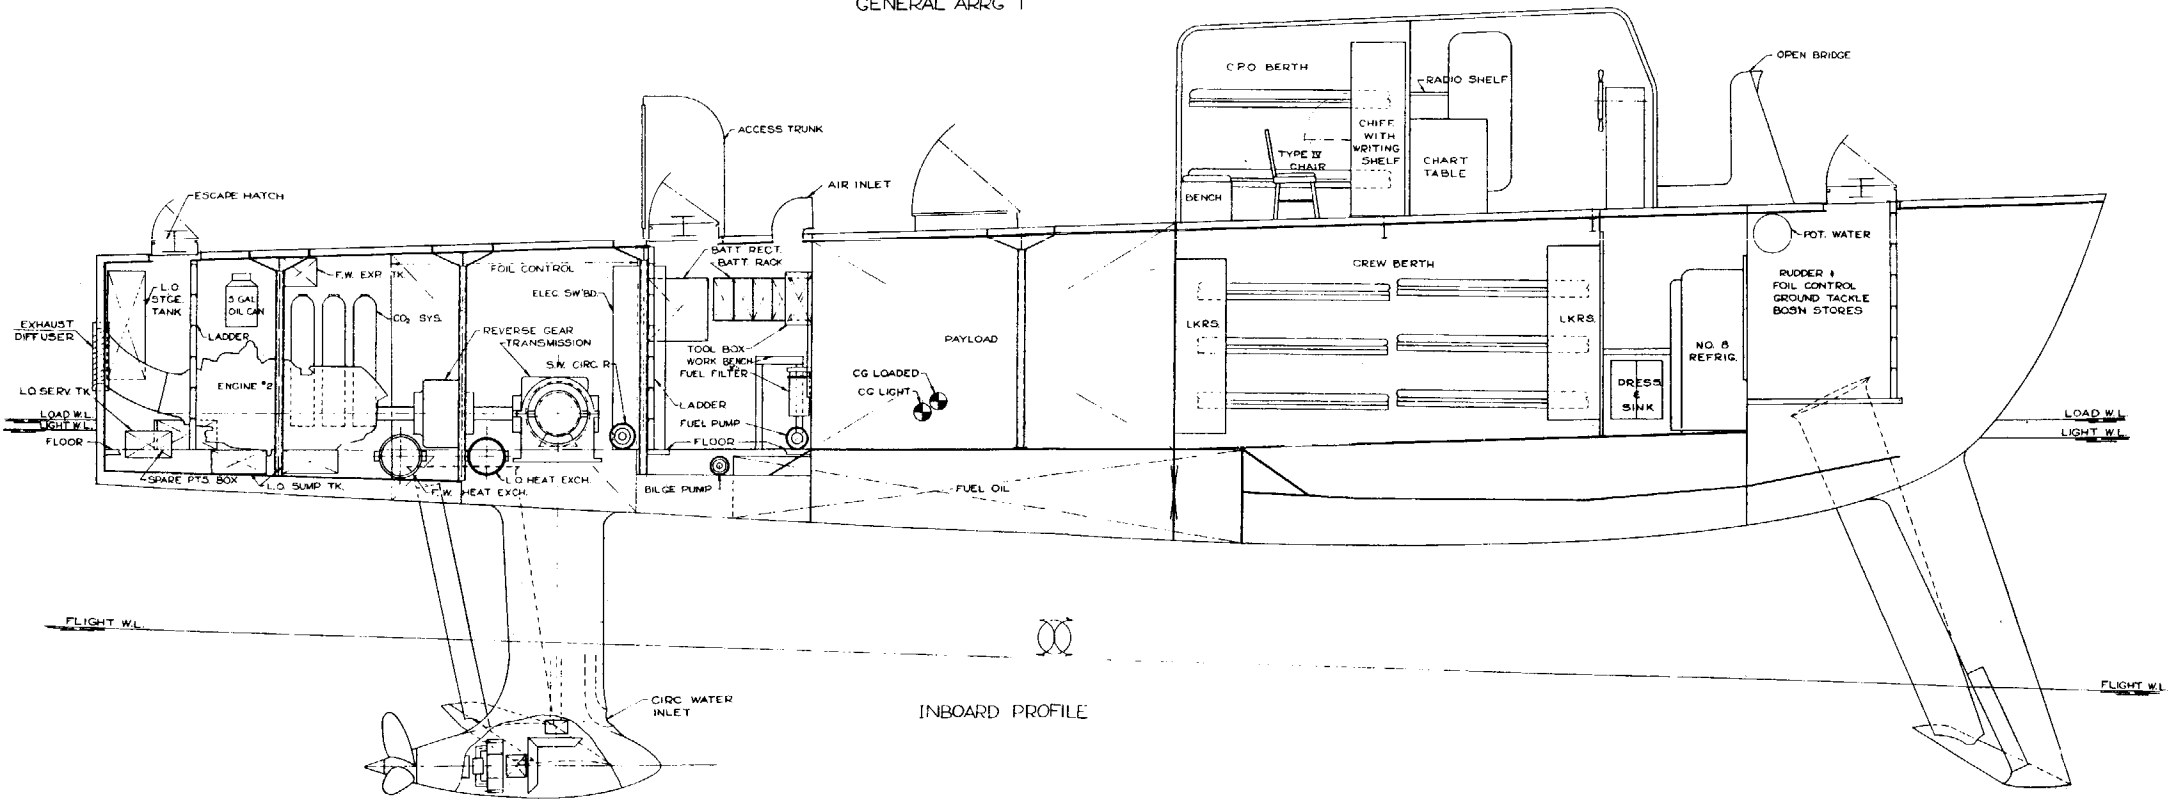 GENERAL ARRG'T
OPEN BRIDGE
C.P.O. BERTH
RADIO SHELF
ACCESS TRUNK
CHIFF.
WITH
WRITING
SHELF
TYPE IV
CHAIR
CHART
TABLE
BENCH
AIR INLET
ESCAPE HATCH
POT. WATER
BATT RECT.
BATT RACK
FOIL CONTROL
F.W. EXP TK.
CREW BERTH
RUDDER &
FOIL CONTROL
GROUND TACKLE
BOSN STORES
L.O
STGE.
TANK
5 GAL
OIL CAN
ELEC. SW'BD.
CO2 SYS.
LKRS.
LKRS.
EXHAUST
DIFFUSER
LADDER
REVERSE GEAR
TRANSMISSION
PAYLOAD
NO. 8
REFRIG.
TOOL BOX
WORK BENCH
FUEL FILTER
S.W. CIRC. P.
ENGINE #2
CG LOADED
CG LIGHT
DRESS
&
SINK
L.O SERV. TK.
LADDER
LOAD W.L.
LIGHT W.L.
FLOOR
FUEL PUMP
FLOOR
LOAD W.L.
LIGHT W.L.
SPARE PTS BOX
L.O. SUMP TK.
F.W. HEAT EXCH.
L.O HEAT EXCH.
BILGE PUMP
FUEL OIL
FLIGHT W.L.
FLIGHT W.L.
CIRC WATER
INLET
INBOARD PROFILE